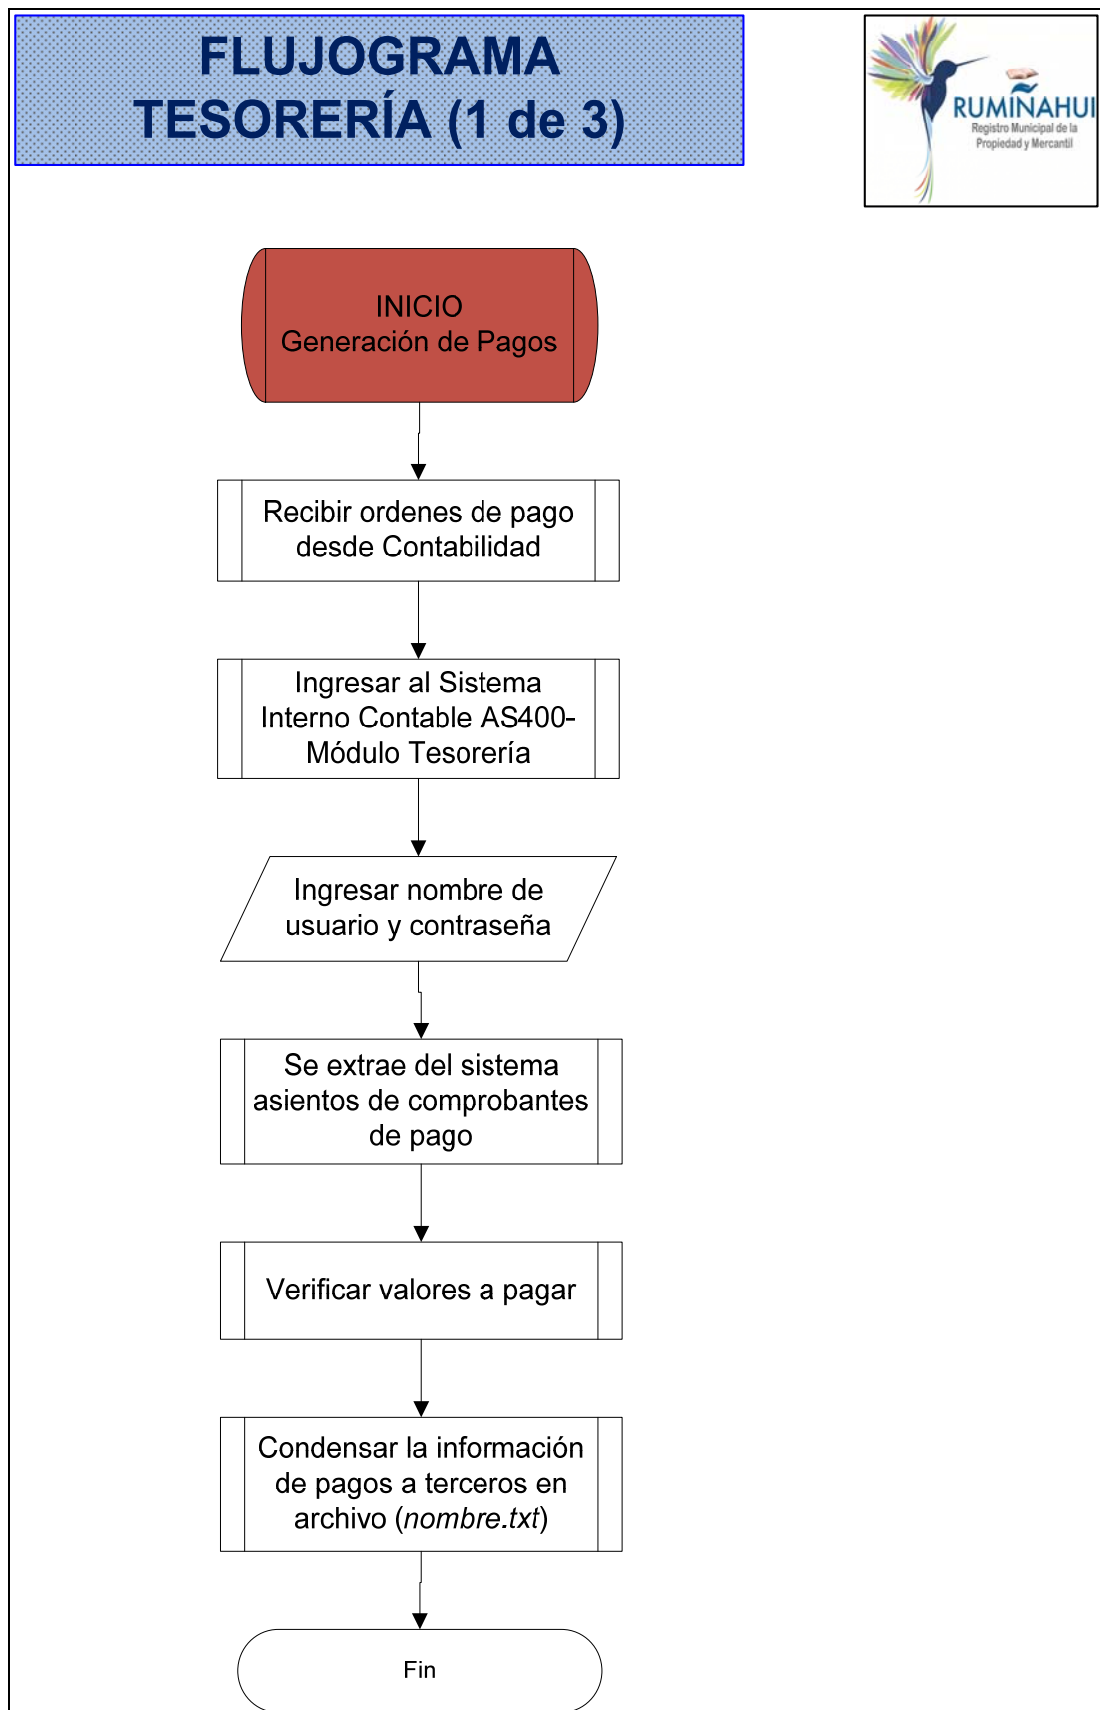 FLUJOGRAMA
TESORERÍA (1 de 3)
RUMIÑAHUI
Registro Municipal de la
Propiedad y Mercantil
INICIO
Generación de Pagos
Recibir ordenes de pago
desde Contabilidad
Ingresar al Sistema
Interno Contable AS400-
Módulo Tesorería
Ingresar nombre de
usuario y contraseña
Se extrae del sistema
asientos de comprobantes
de pago
Verificar valores a pagar
Condensar la información
de pagos a terceros en
archivo (nombre.txt)
Fin